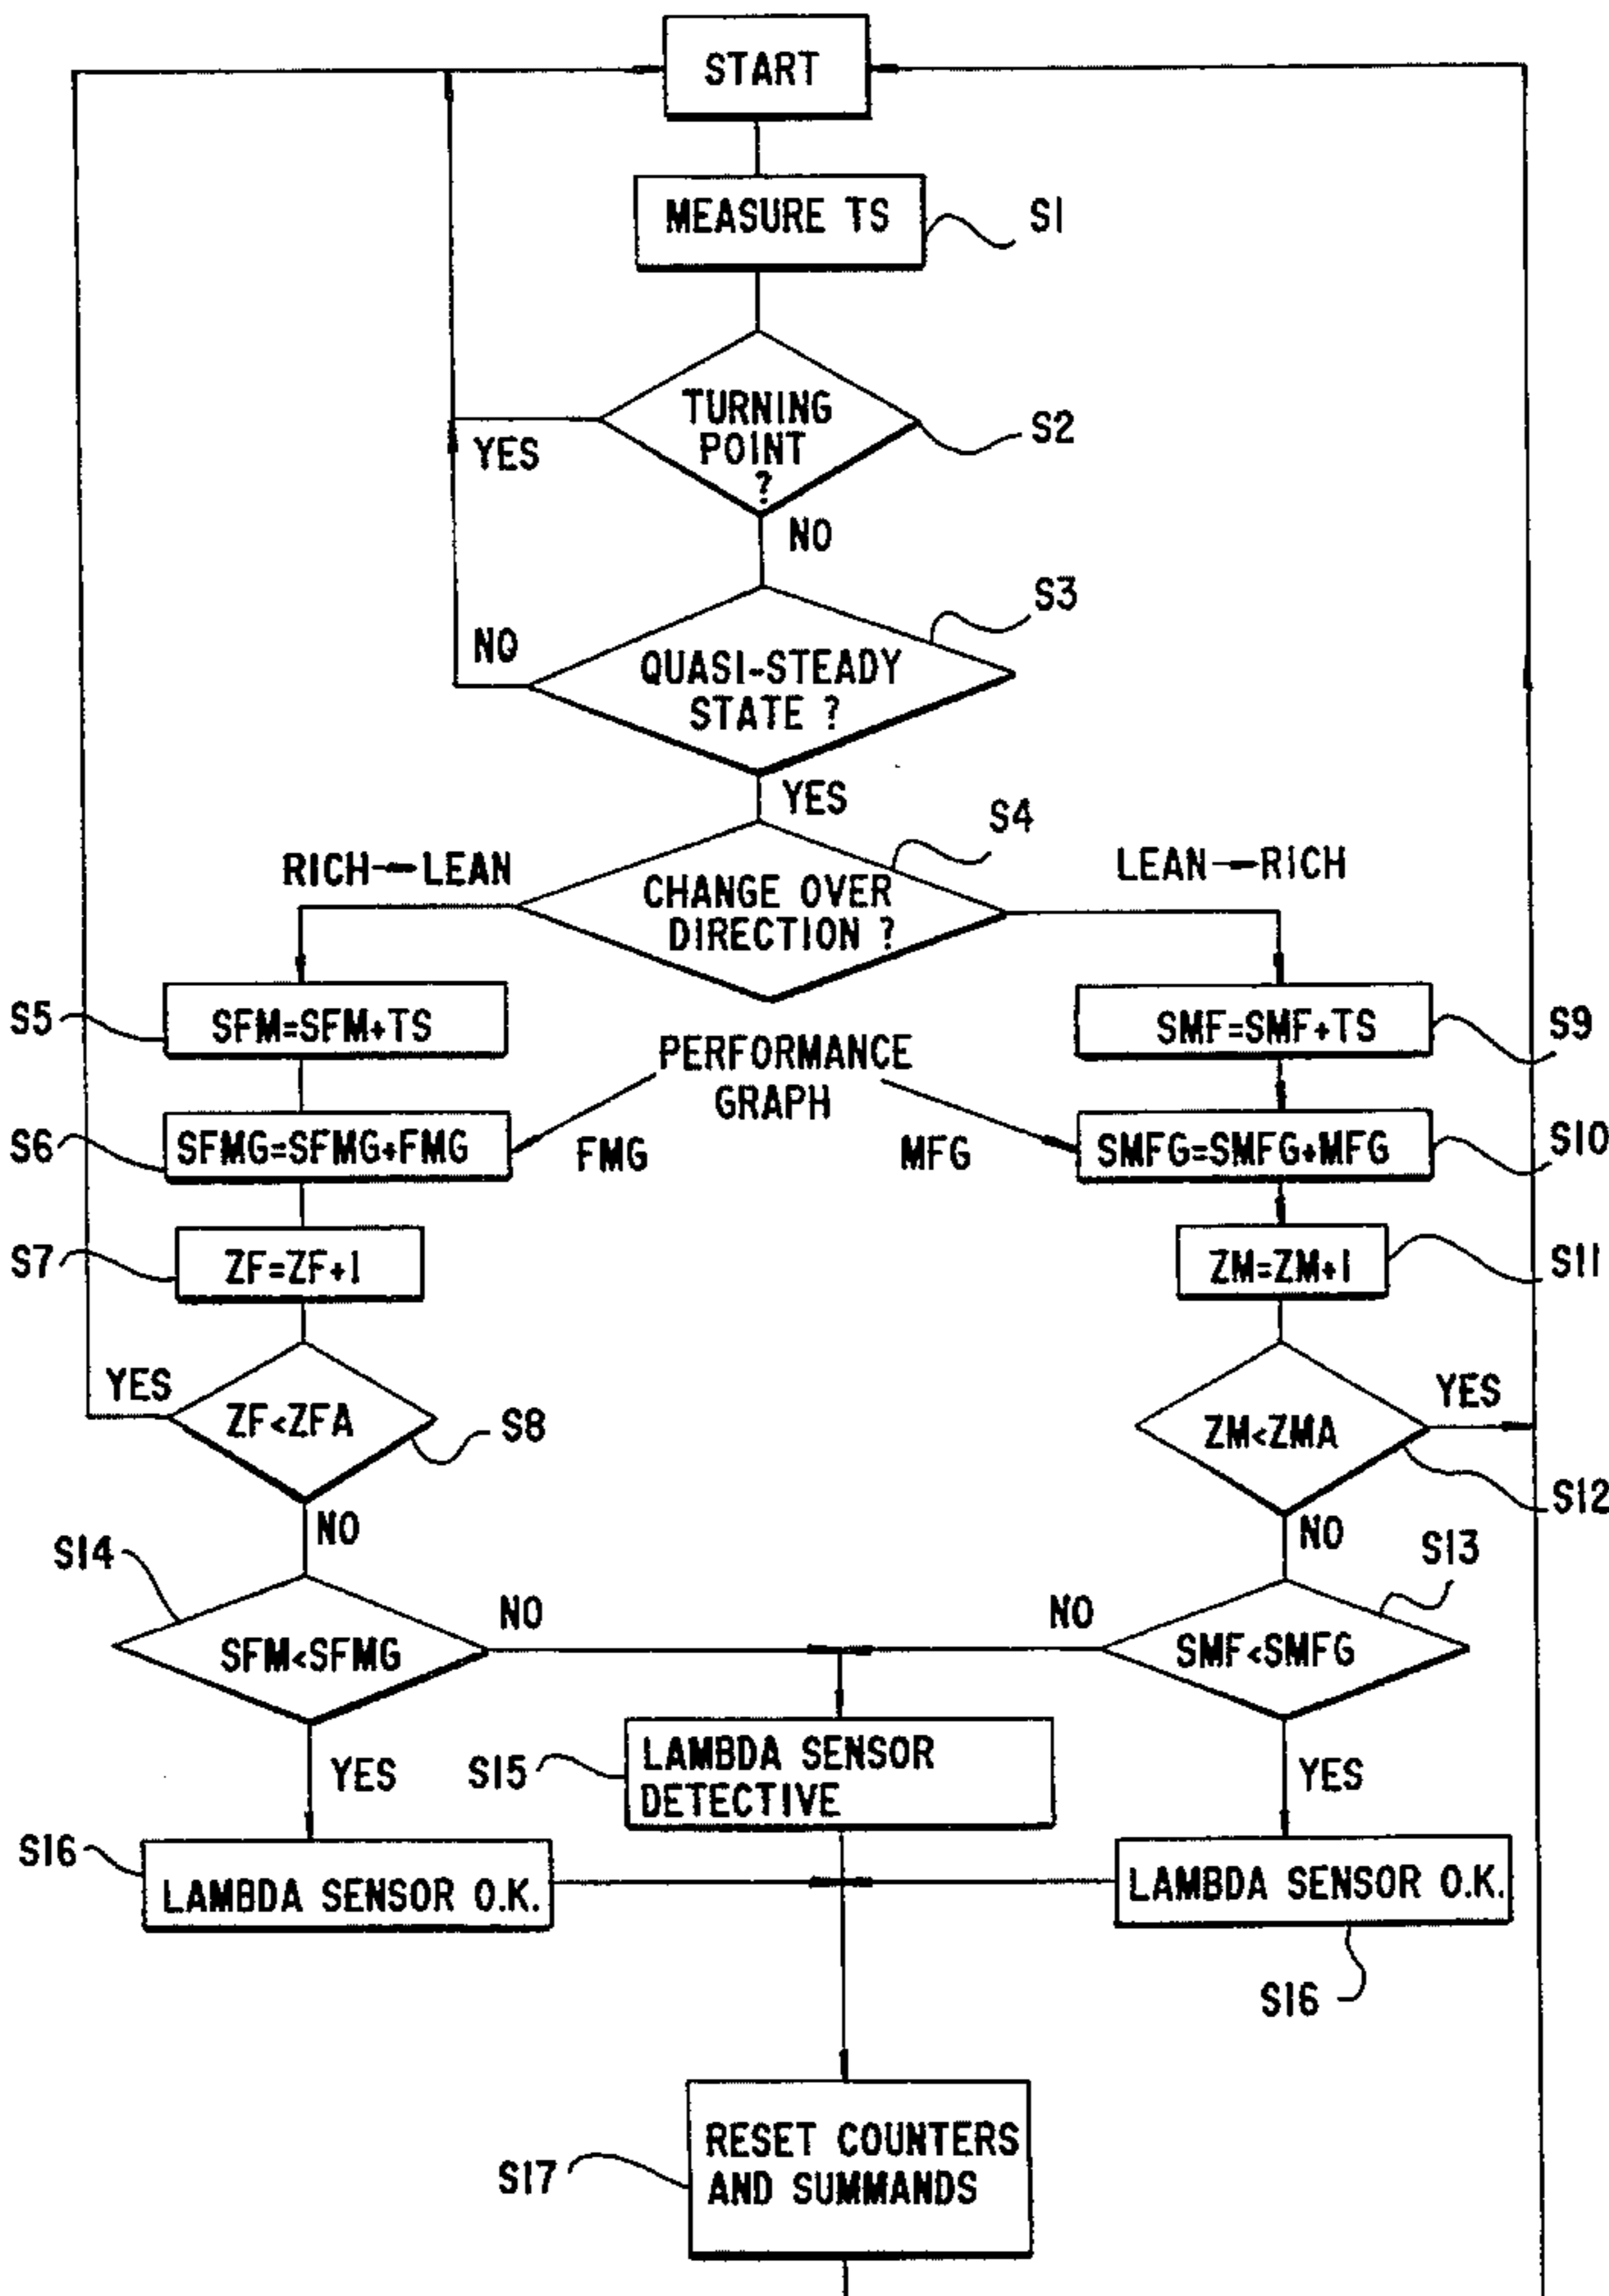 START
MEASURE TS
S1
TURNING
POINT
?
S2
YES
NO
S3
NO
QUASI-STEADY
STATE ?
YES
S4
RICH→LEAN
LEAN→RICH
CHANGE OVER
DIRECTION ?
S5
SFM=SFM+TS
SMF=SMF+TS
S9
PERFORMANCE
GRAPH
S6
SFMG=SFMG+FMG
FMG
MFG
SMFG=SMFG+MFG
S10
S7
ZF=ZF+1
ZM=ZM+1
S11
YES
ZF<ZFA
S8
ZM<ZMA
YES
S12
NO
NO
S14
S13
NO
NO
SFM<SFMG
SMF<SMFG
YES
S15
LAMBDA SENSOR
DETECTIVE
YES
S16
LAMBDA SENSOR O.K.
LAMBDA SENSOR O.K.
S16
RESET COUNTERS
AND SUMMANDS
S17